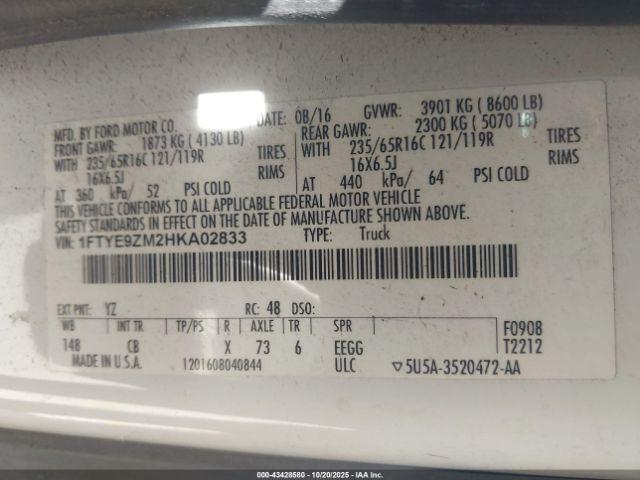 MFD. BY FORD MOTOR CO. DATE: 08/16 GVWR: 3901 KG ( 8600 LB)
FRONT GAWR: 1873 KG ( 4130 LB) REAR GAWR: 2300 KG ( 5070 LB)
WITH 235/65R16C 121/119R TIRES WITH 235/65R16C 121/119R TIRES
16X6.5J RIMS 16X6.5J RIMS
AT 360 kPa/ 52 PSI COLD AT 440 kPa/ 64 PSI COLD
THIS VEHICLE CONFORMS TO ALL APPLICABLE FEDERAL MOTOR VEHICLE
SAFETY STANDARDS IN EFFECT ON THE DATE OF MANUFACTURE SHOWN ABOVE.
VIN: 1FTYE9ZM2HKA02833 TYPE: Truck
EXT PNT: YZ RC: 48 DSO:
WB INT TR TP/PS R AXLE TR SPR F0908
148 CB X 73 6 EEGG T2212
MADE IN U.S.A. 1201608040844 ULC ▽5U5A-3520472-AA
000-43428580 - 10/20/2025 - IAA Inc.